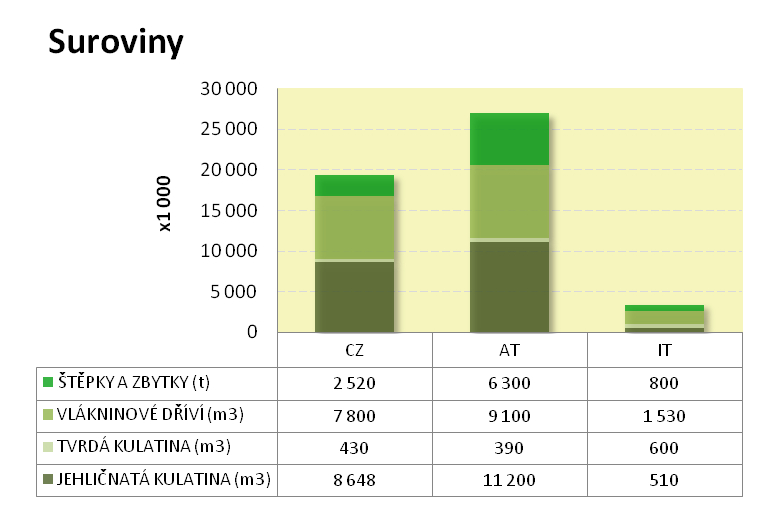 Suroviny
30 000
25 000
20 000
15 000
10 000
5 000
0
x1 000
CZ AT IT
ŠTĚPKY A ZBYTKY (t) 2 520 6 300 800
VLÁKNINOVÉ DŘÍVÍ (m3) 7 800 9 100 1 530
TVRDÁ KULATINA (m3) 430 390 600
JEHLIČNATÁ KULATINA (m3) 8 648 11 200 510